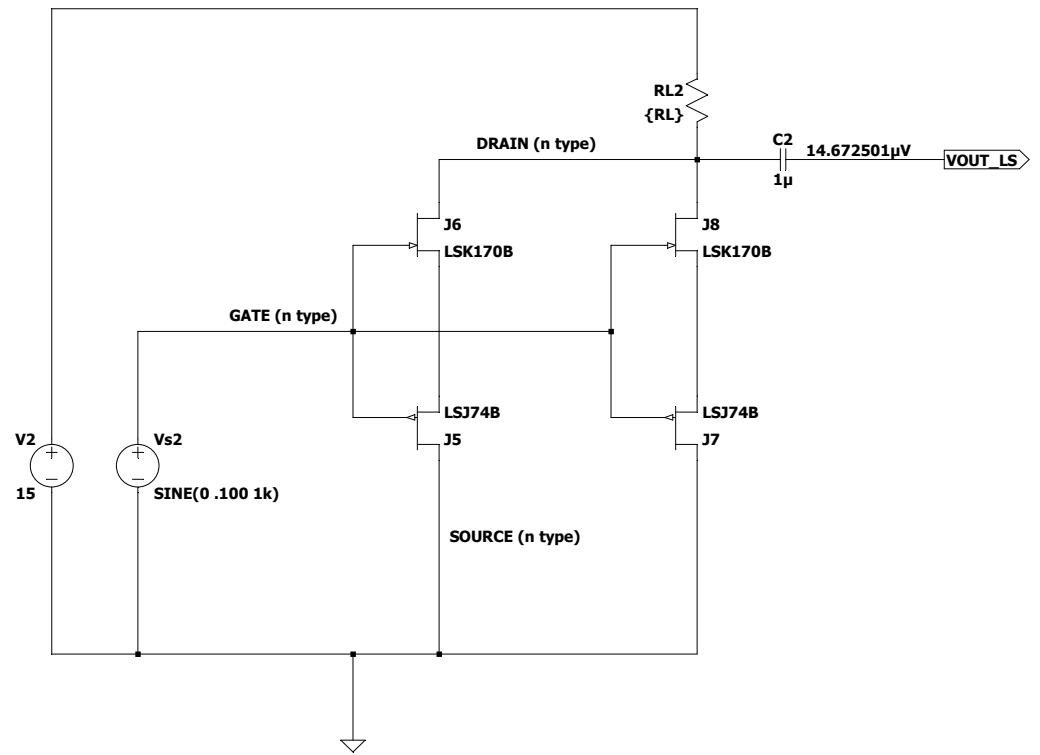 RL2
{RL}
C2
14.672501µV
1µ
VOUT_LS
DRAIN (n type)
J6
LSK170B
J8
LSK170B
GATE (n type)
LSJ74B
J5
LSJ74B
J7
V2
15
Vs2
SINE(0 .100 1k)
SOURCE (n type)